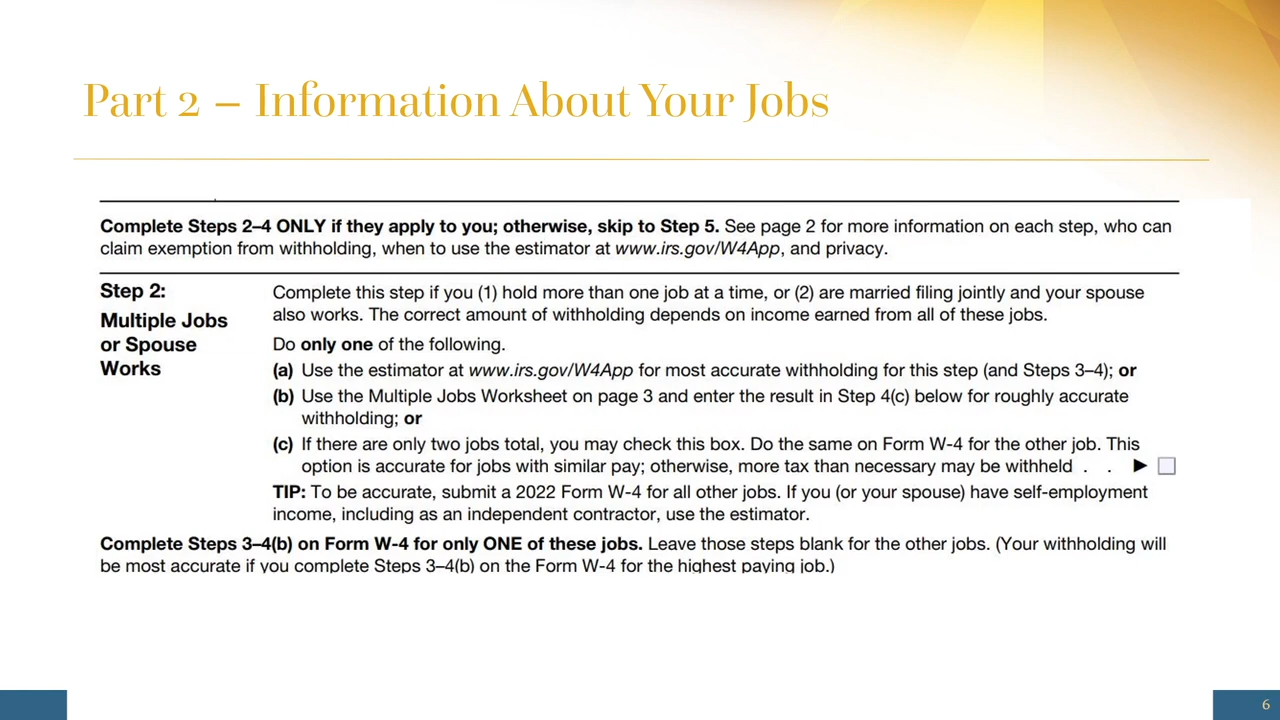 Part 2 – Information About Your Jobs
Complete Steps 2–4 ONLY if they apply to you; otherwise, skip to Step 5. See page 2 for more information on each step, who can
claim exemption from withholding, when to use the estimator at www.irs.gov/W4App, and privacy.
Step 2:
Multiple Jobs
or Spouse
Works
Complete this step if you (1) hold more than one job at a time, or (2) are married filing jointly and your spouse
also works. The correct amount of withholding depends on income earned from all of these jobs.
Do only one of the following.
(a) Use the estimator at www.irs.gov/W4App for most accurate withholding for this step (and Steps 3–4); or
(b) Use the Multiple Jobs Worksheet on page 3 and enter the result in Step 4(c) below for roughly accurate
withholding; or
(c) If there are only two jobs total, you may check this box. Do the same on Form W-4 for the other job. This
option is accurate for jobs with similar pay; otherwise, more tax than necessary may be withheld . . ▶ ☐
TIP: To be accurate, submit a 2022 Form W-4 for all other jobs. If you (or your spouse) have self-employment
income, including as an independent contractor, use the estimator.
Complete Steps 3–4(b) on Form W-4 for only ONE of these jobs. Leave those steps blank for the other jobs. (Your withholding will
be most accurate if you complete Steps 3–4(b) on the Form W-4 for the highest paying job.)
6